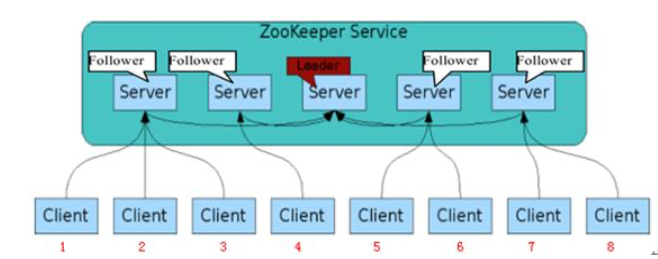 ZooKeeper Service
Follower Follower Leader Follower Follower
Server Server Server Server Server
Client Client Client Client Client Client Client Client
1 2 3 4 5 6 7 8